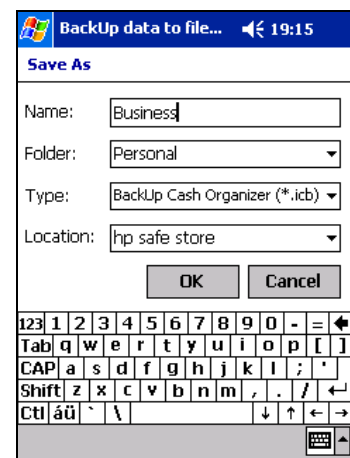 BackUp data to file... 19:15
Save As
Name: Business
Folder: Personal
Type: BackUp Cash Organizer (*.icb)
Location: hp safe store
OK Cancel
123 1 2 3 4 5 6 7 8 9 0 - =
Tab q w e r t y u i o p [ ]
CAP a s d f g h j k l ; '
Shift z x c v b n m , . /
Ctl áü ` \ ↓ ↑ ← →